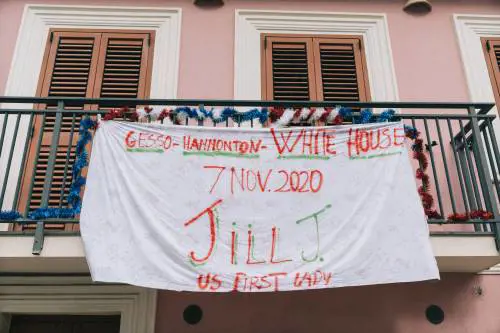 GESSO-HAMMONTON-WHITE HOUSE
7 NOV. 2020
JILL J.
US FIRST LADY